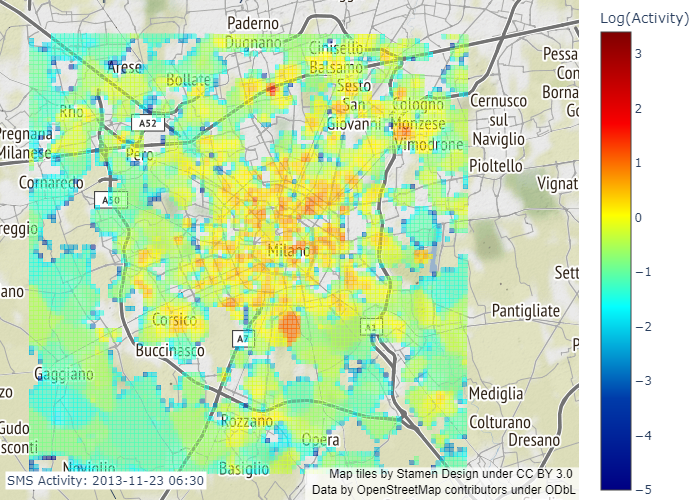 Paderno
Dugnano
Cinisello
Balsamo
Arese
Bollate
Sesto
San
Giovanni
Cologno
Monzese
Vimodrone
Cernusco
sul
Naviglio
Pioltello
Pessa
Con
Borna
Go
Rho
A52
Pregnana
Milanese
Pero
Cornaredo
A50
Vignat
reggio
Milano
Sett
ano
Pantigliate
Corsico
A7
A1
Buccinasco
P
Gaggiano
zo
Mediglia
Rozzano
Colturano
Gudo
sconti
Opera
Dresano
Noviglio
Basiglio
SMS Activity: 2013-11-23 06:30
Map tiles by Stamen Design under CC BY 3.0
Data by OpenStreetMap contributors under ODbL
Log(Activity)
3
2
1
0
−1
−2
−3
−4
−5